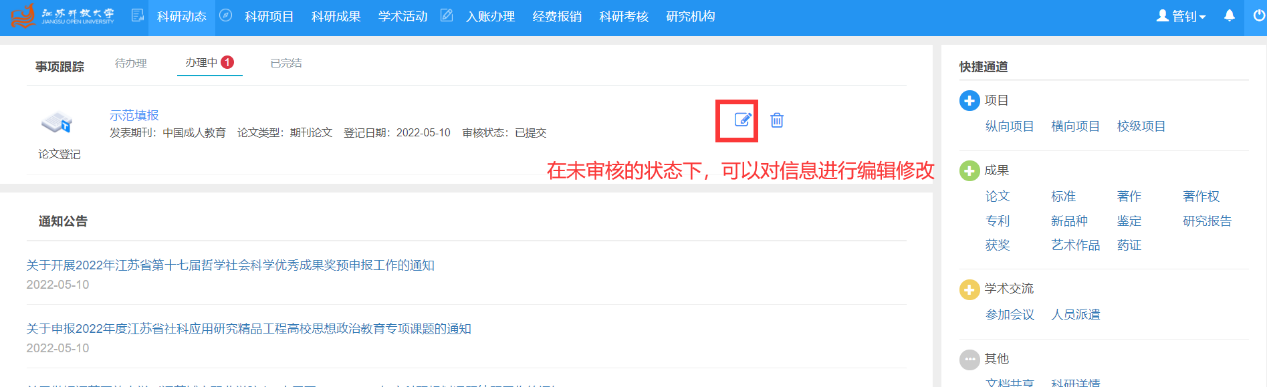 江苏开放大学
JIANGSU OPEN UNIVERSITY
科研动态 科研项目 科研成果 学术活动 入账办理 经费报销 科研考核 研究机构 管钊
事项跟踪 待办理 办理中 1 已完结
示范填报
发表期刊：中国成人教育 论文类型：期刊论文 登记日期：2022-05-10 审核状态：已提交
论文登记
在未审核的状态下，可以对信息进行编辑修改
通知公告
关于开展2022年江苏省第十七届哲学社会科学优秀成果奖预申报工作的通知
2022-05-10
关于申报2022年度江苏省社科应用研究精品工程高校思想政治教育专项课题的通知
2022-05-10
快捷通道
项目
纵向项目 横向项目 校级项目
成果
论文 标准 著作 著作权
专利 新品种 鉴定 研究报告
获奖 艺术作品 药证
学术交流
参加会议 人员派遣
其他
文档共享 科研详情